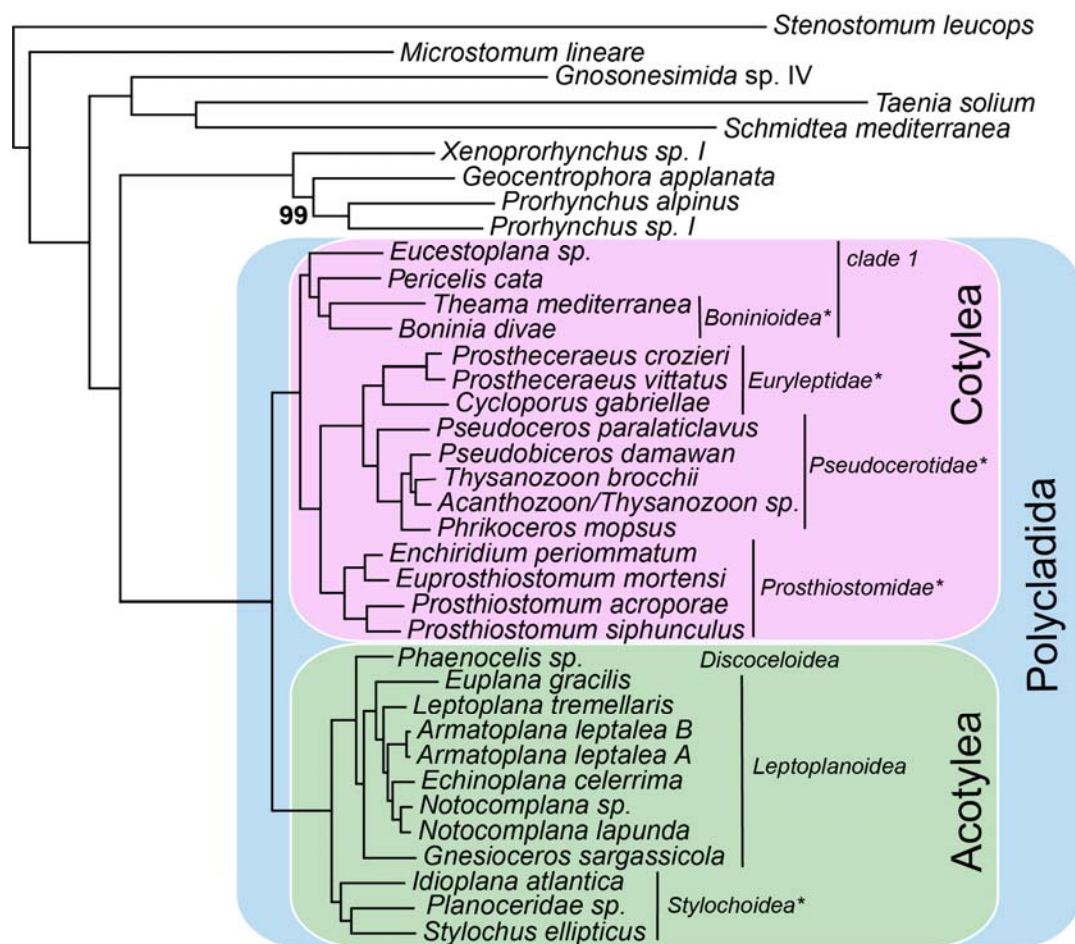 Stenostomum leucops
Microstomum lineare
Gnosonesimida sp. IV
Taenia solium
Schmidtea mediterranea
Xenoprorhynchus sp. I
Geocentrophora applanata
99
Prorhynchus alpinus
Prorhynchus sp. I
Eucestoplana sp.
clade 1
Pericelis cata
Theama mediterranea
Boninioidea*
Boninia divae
Prostheceraeus crozieri
Prostheceraeus vittatus
Euryleptidae*
Cycloporus gabriellae
Pseudoceros paralaticlavus
Pseudobiceros damawan
Pseudocerotidae*
Thysanozoon brocchii
Acanthozoon/Thysanozoon sp.
Phrikoceros mopsus
Enchiridium periommatum
Euprosthiostomum mortensi
Prosthiostomidae*
Prosthiostomum acroporae
Prosthiostomum siphunculus
Cotylea
Phaenocelis sp.
Discoceloidea
Euplana gracilis
Leptoplana tremellaris
Armatoplana leptalea B
Armatoplana leptalea A
Leptoplanoidea
Echinoplana celerrima
Notocomplana sp.
Notocomplana lapunda
Gnesioceros sargassicola
Idioplana atlantica
Planoceridae sp.
Stylochoidea*
Stylochus ellipticus
Acotylea
Polycladida